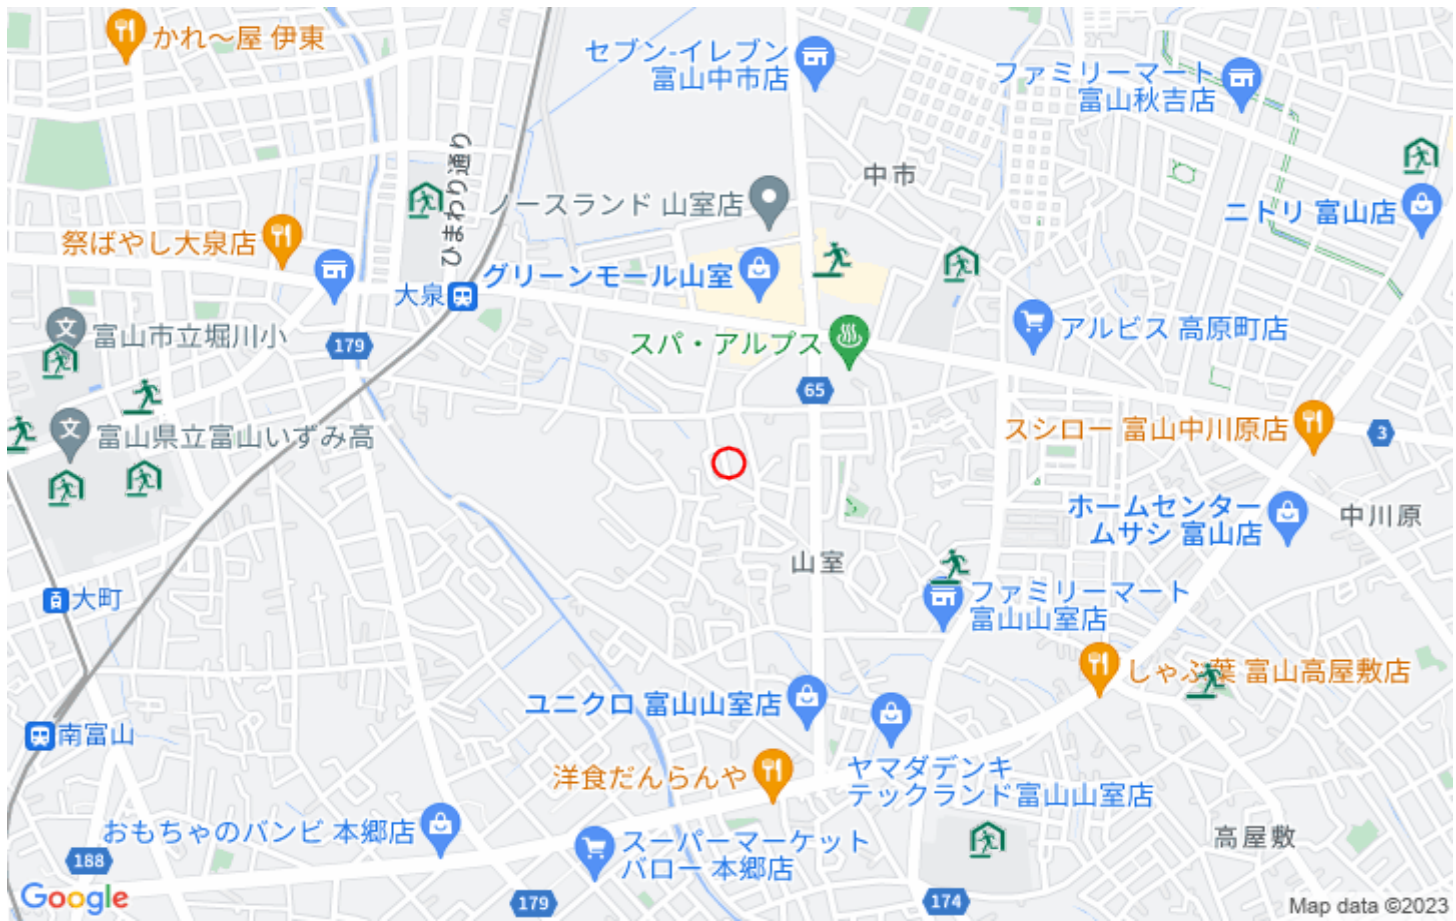 かれ〜屋 伊東
セブン-イレブン
富山中市店
ファミリーマート
富山秋吉店
ひまわり通り
中市
ノースランド 山室店
ニトリ 富山店
祭ばやし大泉店
グリーンモール山室
大泉
富山市立堀川小
179
スパ・アルプス
アルビス 高原町店
65
富山県立富山いずみ高
スシロー 富山中川原店
3
ホームセンター
ムサシ 富山店
中川原
山室
大町
ファミリーマート
富山山室店
しゃぶ葉 富山高屋敷店
ユニクロ 富山山室店
南富山
洋食だんらんや
ヤマダデンキ
テックランド富山山室店
おもちゃのバンビ 本郷店
スーパーマーケット
バロー 本郷店
高屋敷
188
Google
179
174
Map data ©2023
文
文